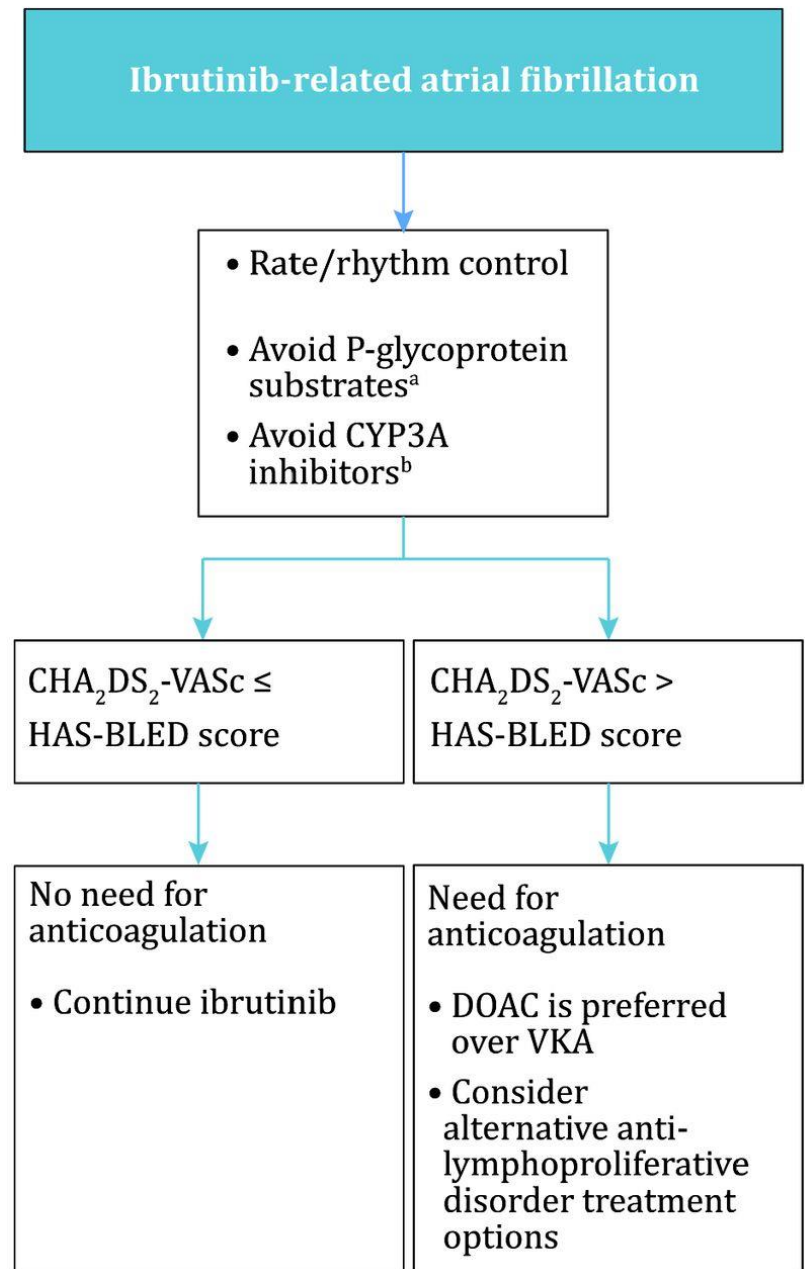 Ibrutinib-related atrial fibrillation
• Rate/rhythm control
• Avoid P-glycoprotein
substratesᵃ
• Avoid CYP3A
inhibitorsᵇ
CHA₂DS₂-VASc ≤
HAS-BLED score
CHA₂DS₂-VASc >
HAS-BLED score
No need for
anticoagulation
• Continue ibrutinib
Need for
anticoagulation
• DOAC is preferred
over VKA
• Consider
alternative anti-
lymphoproliferative
disorder treatment
options